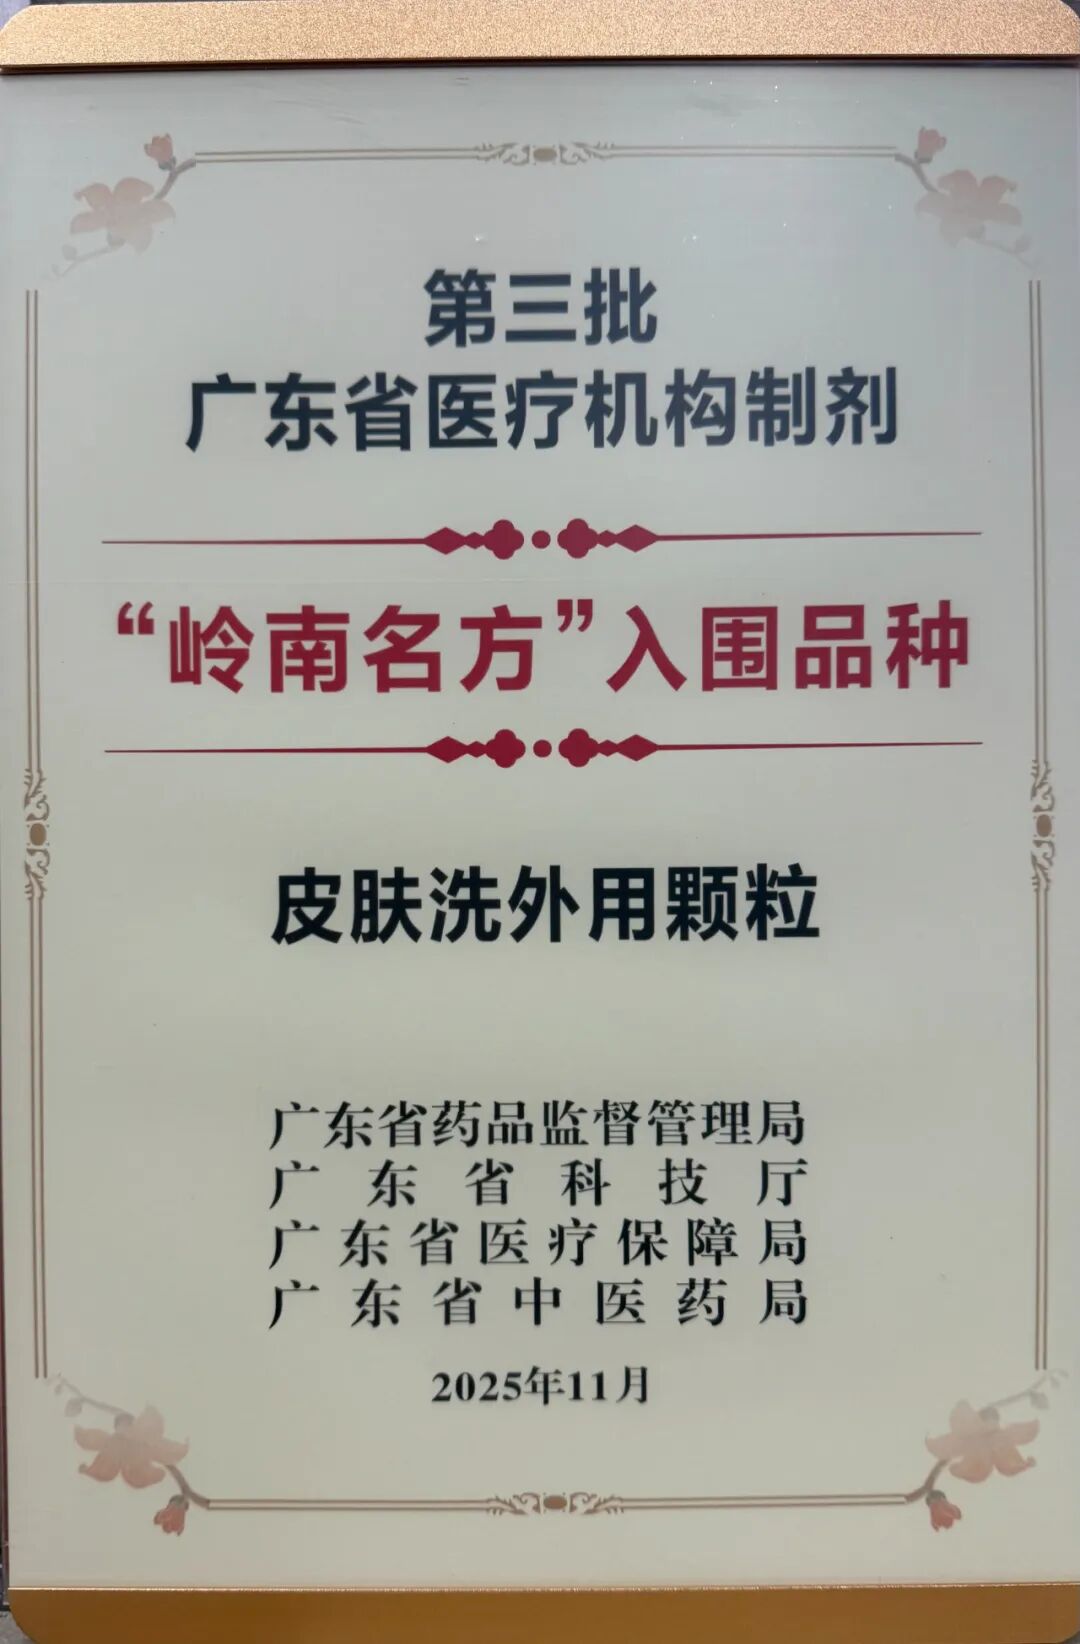 第三批
广东省医疗机构制剂
“岭南名方”入围品种
皮肤洗外用颗粒
广东省药品监督管理局
广东省科技厅
广东省医疗保障局
广东省中医药局
2025年11月